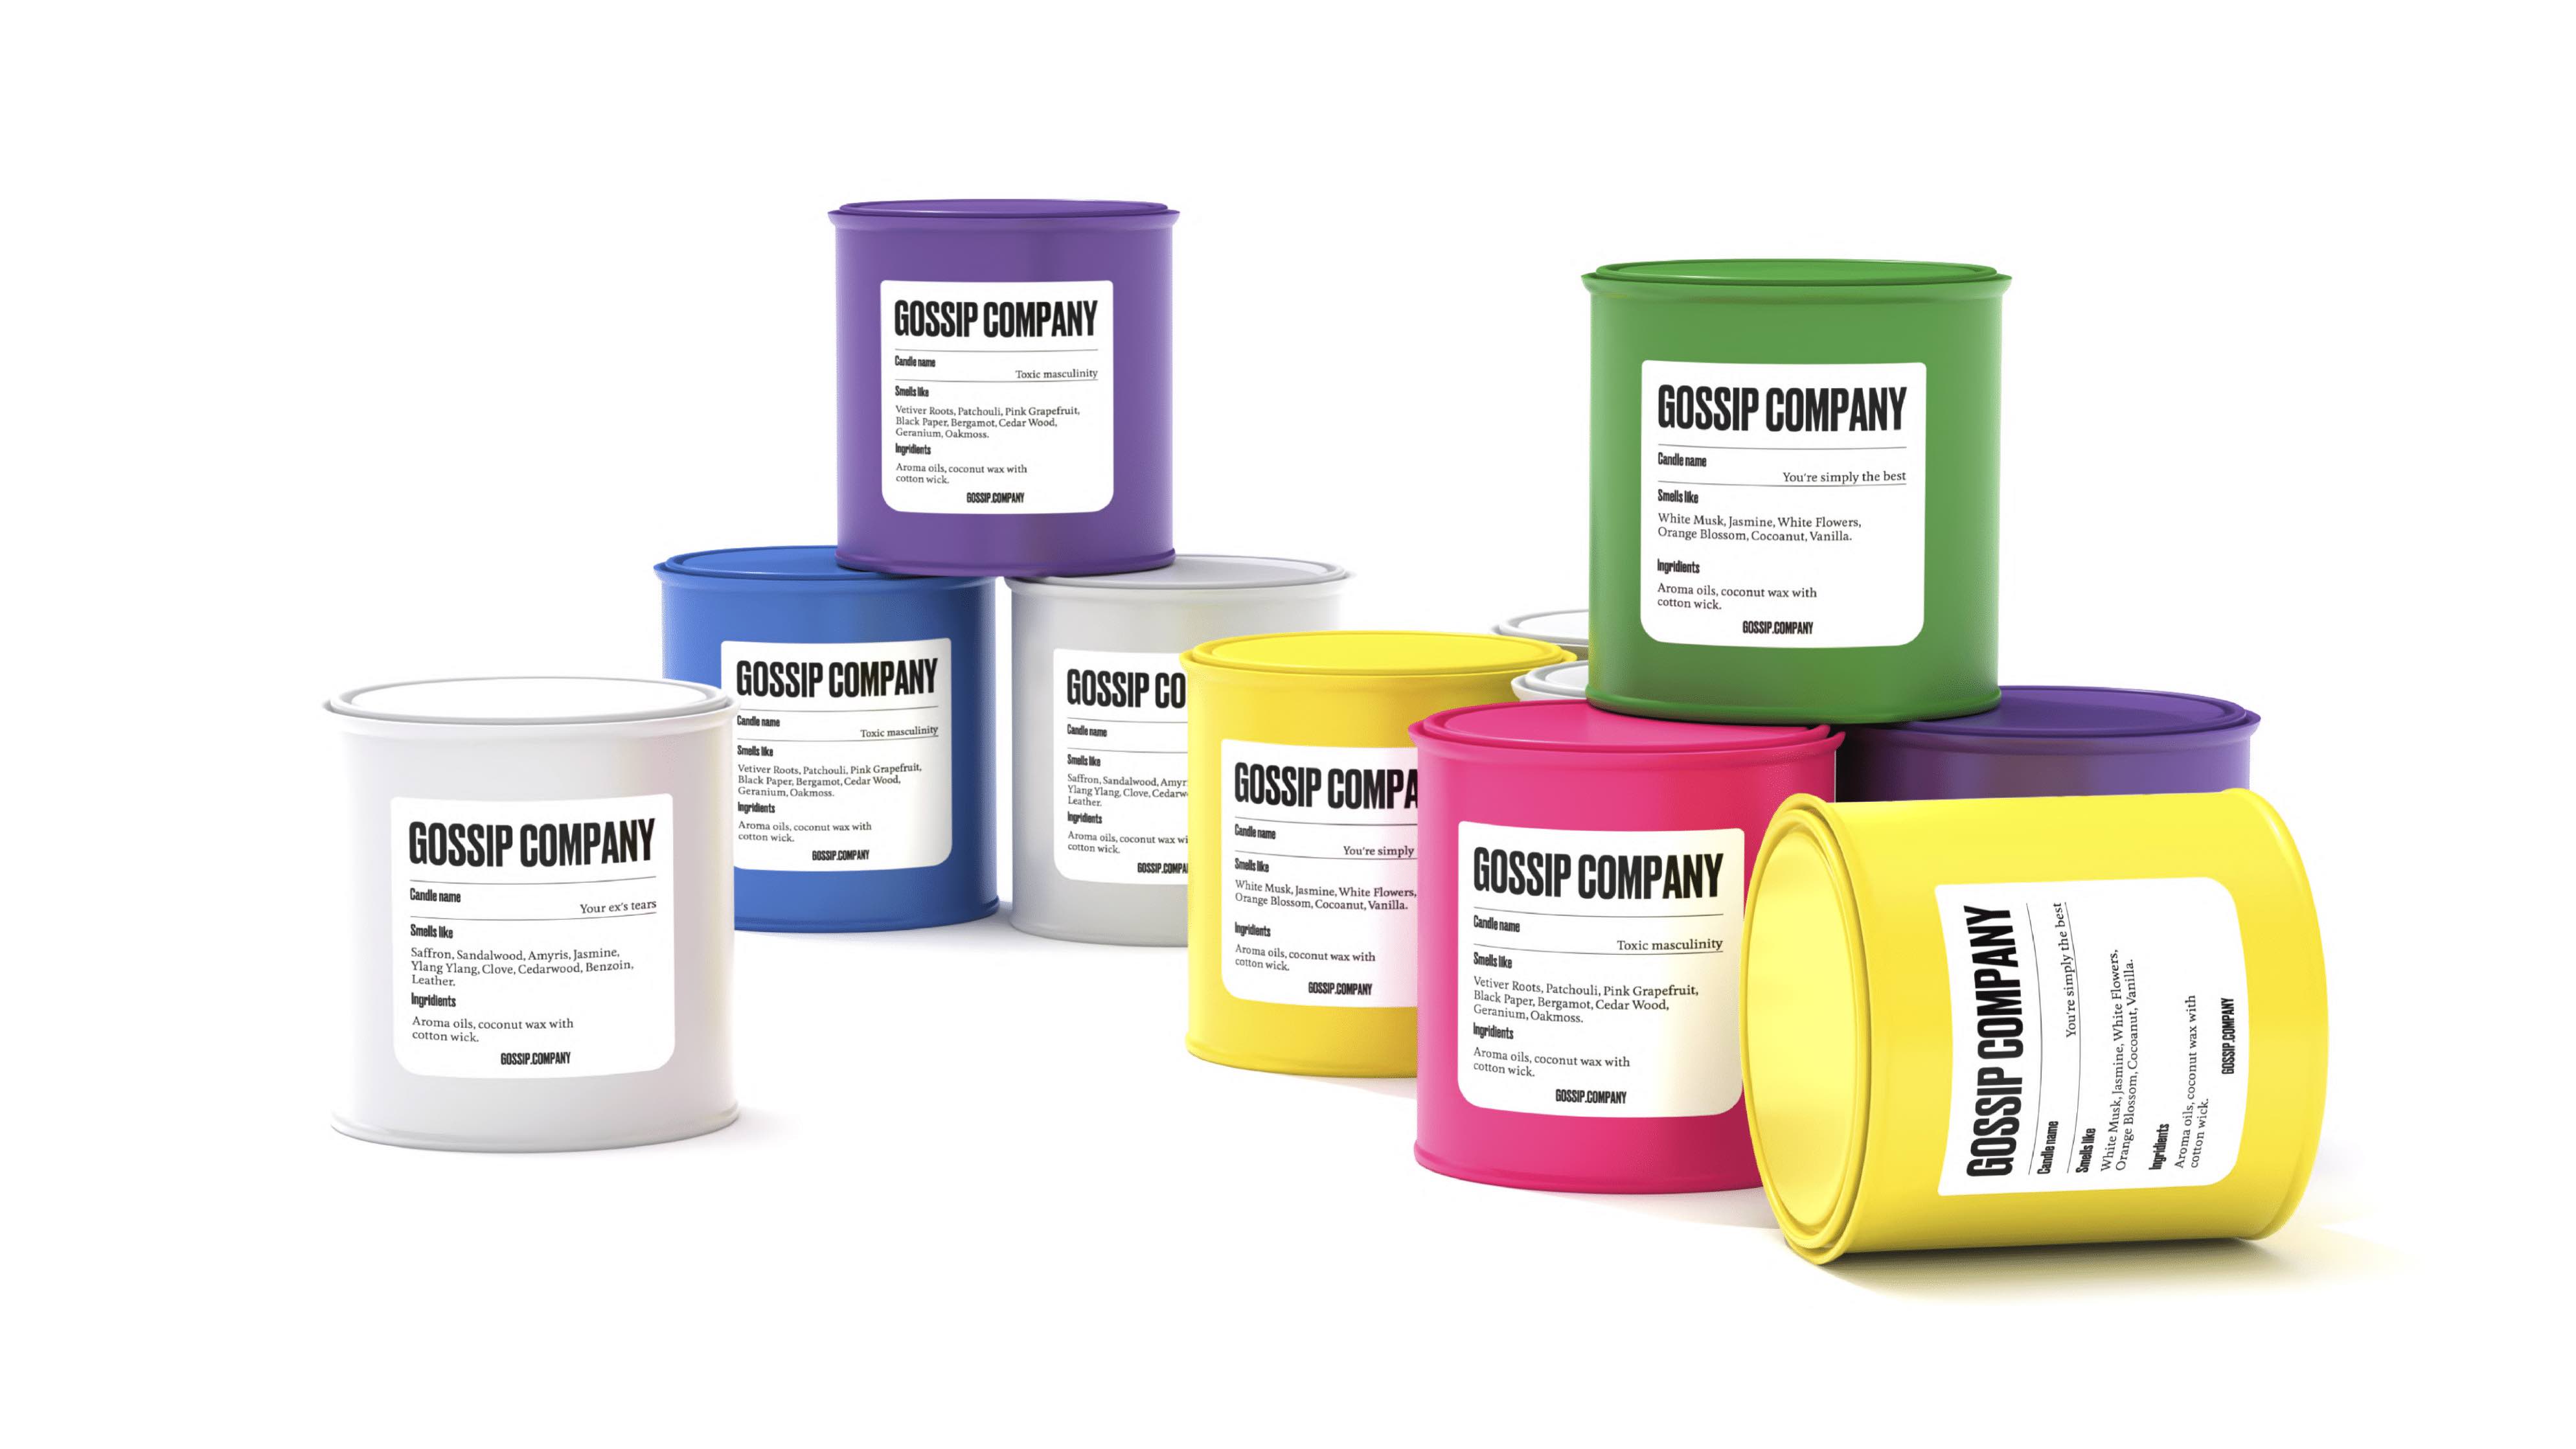 GOSSIP COMPANY
Candle name
Toxic masculinity
Smells like
Vetiver Roots, Patchouli, Pink Grapefruit,
Black Paper, Bergamot, Cedar Wood,
Geranium, Oakmoss.
Ingridients
Aroma oils, coconut wax with
cotton wick.
GOSSIP.COMPANY
GOSSIP COMPANY
Candle name
You're simply the best
Smells like
White Musk, Jasmine, White Flowers,
Orange Blossom, Cocoanut, Vanilla.
Ingridients
Aroma oils, coconut wax with
cotton wick.
GOSSIP.COMPANY
GOSSIP COMPANY
Candle name
Your ex's tears
Smells like
Saffron, Sandalwood, Amyris, Jasmine,
Ylang Ylang, Clove, Cedarwood, Benzoin,
Leather.
Ingridients
Aroma oils, coconut wax with
cotton wick.
GOSSIP.COMPANY
GOSSIP COMPANY
Candle name
Toxic masculinity
Smells like
Vetiver Roots, Patchouli, Pink Grapefruit,
Black Paper, Bergamot, Cedar Wood,
Geranium, Oakmoss.
Ingridients
Aroma oils, coconut wax with
cotton wick.
GOSSIP.COMPANY
GOSSIP CO
Candle name
Smells like
Saffron, Sandalwood, Amyr
Ylang Ylang, Clove, Cedarw
Leather.
Ingridients
Aroma oils, coconut wax wi
cotton wick.
GOSSIP.COMPA
GOSSIP COMPA
Candle name
You're simply
Smells like
White Musk, Jasmine, White Flowers,
Orange Blossom, Cocoanut, Vanilla.
Ingridients
Aroma oils, coconut wax with
cotton wick.
GOSSIP.COMPANY
GOSSIP COMPANY
Candle name
Toxic masculinity
Smells like
Vetiver Roots, Patchouli, Pink Grapefruit,
Black Paper, Bergamot, Cedar Wood,
Geranium, Oakmoss.
Ingridients
Aroma oils, coconut wax with
cotton wick.
GOSSIP.COMPANY
GOSSIP COMPANY
Candle name
You're simply the best
Smells like
White Musk, Jasmine, White Flowers,
Orange Blossom, Cocoanut, Vanilla.
Ingridients
Aroma oils, coconut wax with
cotton wick.
GOSSIP.COMPANY